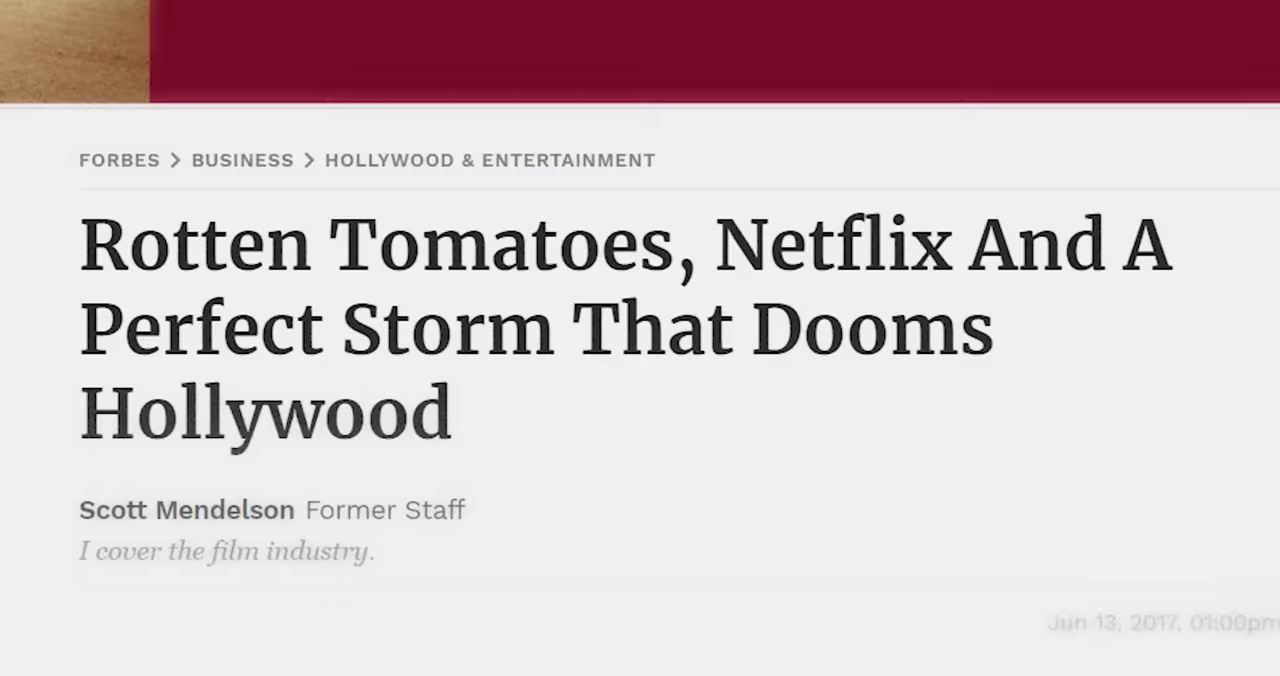 FORBES > BUSINESS > HOLLYWOOD & ENTERTAINMENT
Rotten Tomatoes, Netflix And A
Perfect Storm That Dooms
Hollywood
Scott Mendelson Former Staff
I cover the film industry.
Jun 13, 2017, 01:00pm